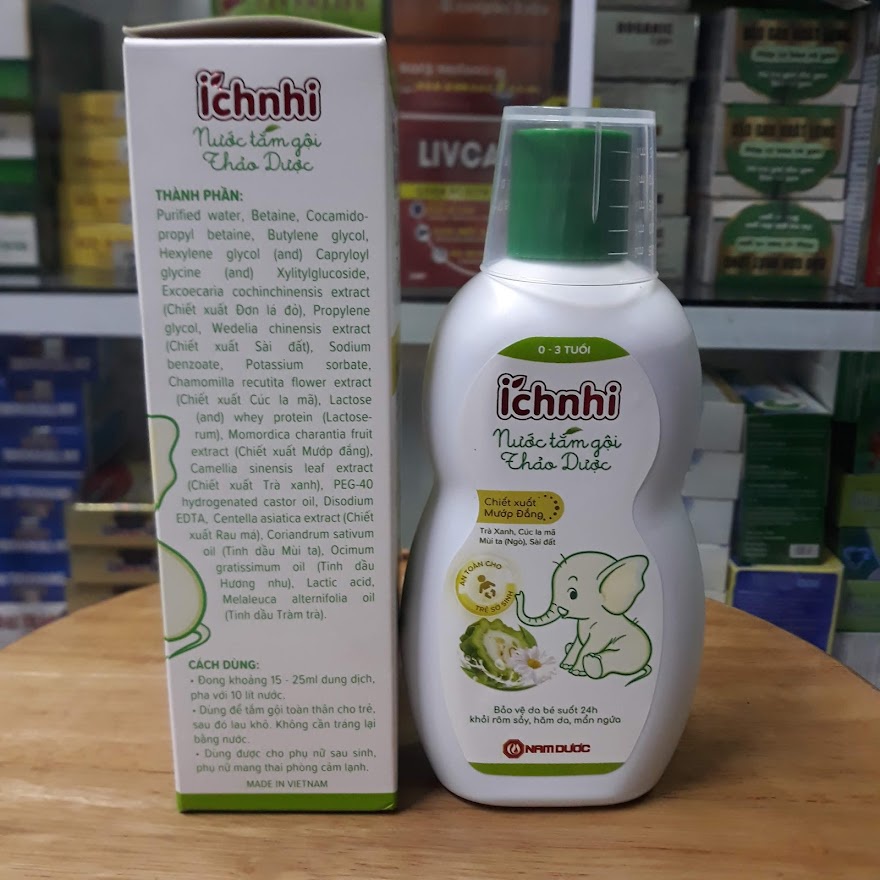 ichnhi
Nước tắm gội
Thảo Dược
THÀNH PHẦN:
Purified water, Betaine, Cocamido-
propyl betaine, Butylene glycol,
Hexylene glycol (and) Capryloyl
glycine (and) Xylitylglucoside,
Excoecaria cochinchinensis extract
(Chiết xuất Đơn lá đỏ), Propylene
glycol, Wedelia chinensis extract
(Chiết xuất Sài đất), Sodium
benzoate, Potassium sorbate,
Chamomilla recutita flower extract
(Chiết xuất Cúc la mã), Lactose
(and) whey protein (Lactose-
rum), Momordica charantia fruit
extract (Chiết xuất Mướp đắng),
Camellia sinensis leaf extract
(Chiết xuất Trà xanh), PEG-40
hydrogenated castor oil, Disodium
EDTA, Centella asiatica extract (Chiết
xuất Rau má), Coriandrum sativum
oil (Tinh dầu Mùi ta), Ocimum
gratissimum oil (Tinh dầu
Hương nhu), Lactic acid,
Melaleuca alternifolia oil
(Tinh dầu Tràm trà).
CÁCH DÙNG:
• Đong khoảng 15 - 25ml dung dịch,
pha với 10 lít nước.
• Dùng để tắm gội toàn thân cho trẻ,
sau đó lau khô. Không cần tráng lại
bằng nước.
• Dùng được cho phụ nữ sau sinh,
phụ nữ mang thai phòng cảm lạnh.
MADE IN VIETNAM
0 - 3 TUỔI
ichnhi
Nước tắm gội
Thảo Dược
Chiết xuất
Mướp Đắng
Trà Xanh, Cúc la mã
Mùi ta (Ngò), Sài đất
AN TOÀN CHO
TRẺ SƠ SINH
Bảo vệ da bé suốt 24h
khỏi rôm sảy, hăm da, mẩn ngứa
NAM DƯỢC
LIVCA